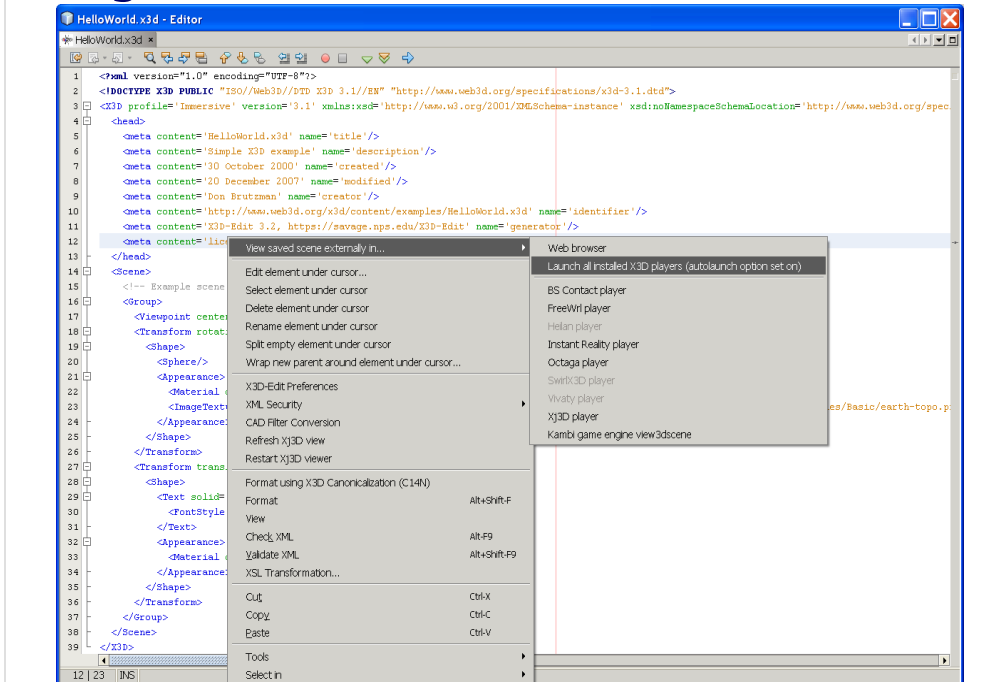 HelloWorld.x3d - Editor
HelloWorld.x3d
1 <?xml version="1.0" encoding="UTF-8"?>
2 <!DOCTYPE X3D PUBLIC "ISO//Web3D//DTD X3D 3.1//EN" "http://www.web3d.org/specifications/x3d-3.1.dtd">
3 <X3D profile='Immersive' version='3.1' xmlns:xsd='http://www.w3.org/2001/XMLSchema-instance' xsd:noNamespaceSchemaLocation='http://www.web3d.org/spec
4 <head>
5 <meta content='HelloWorld.x3d' name='title'/>
6 <meta content='Simple X3D example' name='description'/>
7 <meta content='30 October 2000' name='created'/>
8 <meta content='20 December 2007' name='modified'/>
9 <meta content='Don Brutzman' name='creator'/>
10 <meta content='http://www.web3d.org/x3d/content/examples/HelloWorld.x3d' name='identifier'/>
11 <meta content='X3D-Edit 3.2, https://savage.nps.edu/X3D-Edit' name='generator'/>
12 <meta content='lice
13 </head>
14 <Scene>
15 <!-- Example scene
16 <Group>
17 <Viewpoint center
18 <Transform rotati
19 <Shape>
20 <Sphere/>
21 <Appearance>
22 <Material
23 <ImageTextu
es/Basic/earth-topo.p
24 </Appearance>
25 </Shape>
26 </Transform>
27 <Transform trans
28 <Shape>
29 <Text solid=
30 <FontStyle
31 </Text>
32 <Appearance>
33 <Material
34 </Appearance>
35 </Shape>
36 </Transform>
37 </Group>
38 </Scene>
39 </X3D>
View saved scene externally in...
Edit element under cursor...
Select element under cursor
Delete element under cursor
Rename element under cursor
Split empty element under cursor
Wrap new parent around element under cursor...
X3D-Edit Preferences
XML Security
CAD Filter Conversion
Refresh Xj3D view
Restart Xj3D viewer
Format using X3D Canonicalization (C14N)
Format Alt+Shift-F
View
Check XML Alt-F9
Validate XML Alt+Shift-F9
XSL Transformation...
Cut Ctrl-X
Copy Ctrl-C
Paste Ctrl-V
Tools
Select in
Web browser
Launch all installed X3D players (autolaunch option set on)
BS Contact player
FreeWrl player
Heilan player
Instant Reality player
Octaga player
SwirlX3D player
Vivaty player
Xj3D player
Kambi game engine view3dscene
12 | 23 INS